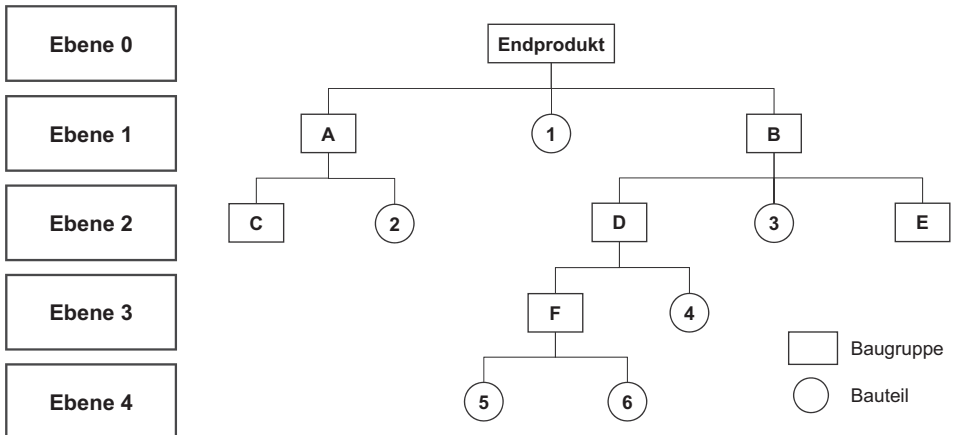 Ebene 0
Endprodukt
Ebene 1
A
1
B
Ebene 2
C
2
D
3
E
Ebene 3
F
4
Baugruppe
Ebene 4
5
6
Bauteil